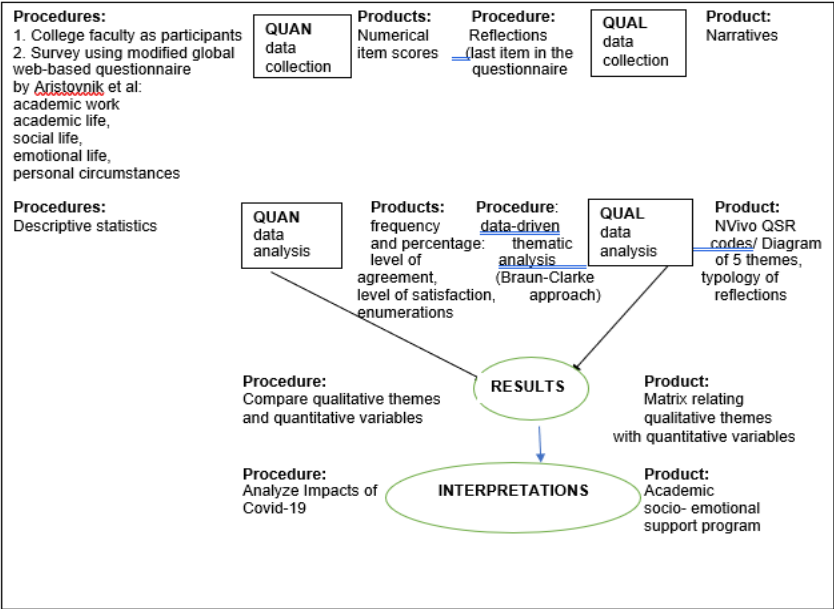 Procedures:
1. College faculty as participants
2. Survey using modified global
web-based questionnaire
by Aristovnik et al:
academic work
academic life,
social life,
emotional life,
personal circumstances
QUAN
data
collection
Products:
Numerical
item scores
Procedure:
Reflections
(last item in the
questionnaire
QUAL
data
collection
Product:
Narratives
Procedures:
Descriptive statistics
QUAN
data
analysis
Products:
frequency
and percentage:
level of
agreement,
level of satisfaction,
enumerations
Procedure:
data-driven
thematic
analysis
(Braun-Clarke
approach)
QUAL
data
analysis
Product:
NVivo QSR
codes/ Diagram
of 5 themes,
typology of
reflections
Procedure:
Compare qualitative themes
and quantitative variables
RESULTS
Product:
Matrix relating
qualitative themes
with quantitative variables
Procedure:
Analyze Impacts of
Covid-19
INTERPRETATIONS
Product:
Academic
socio- emotional
support program